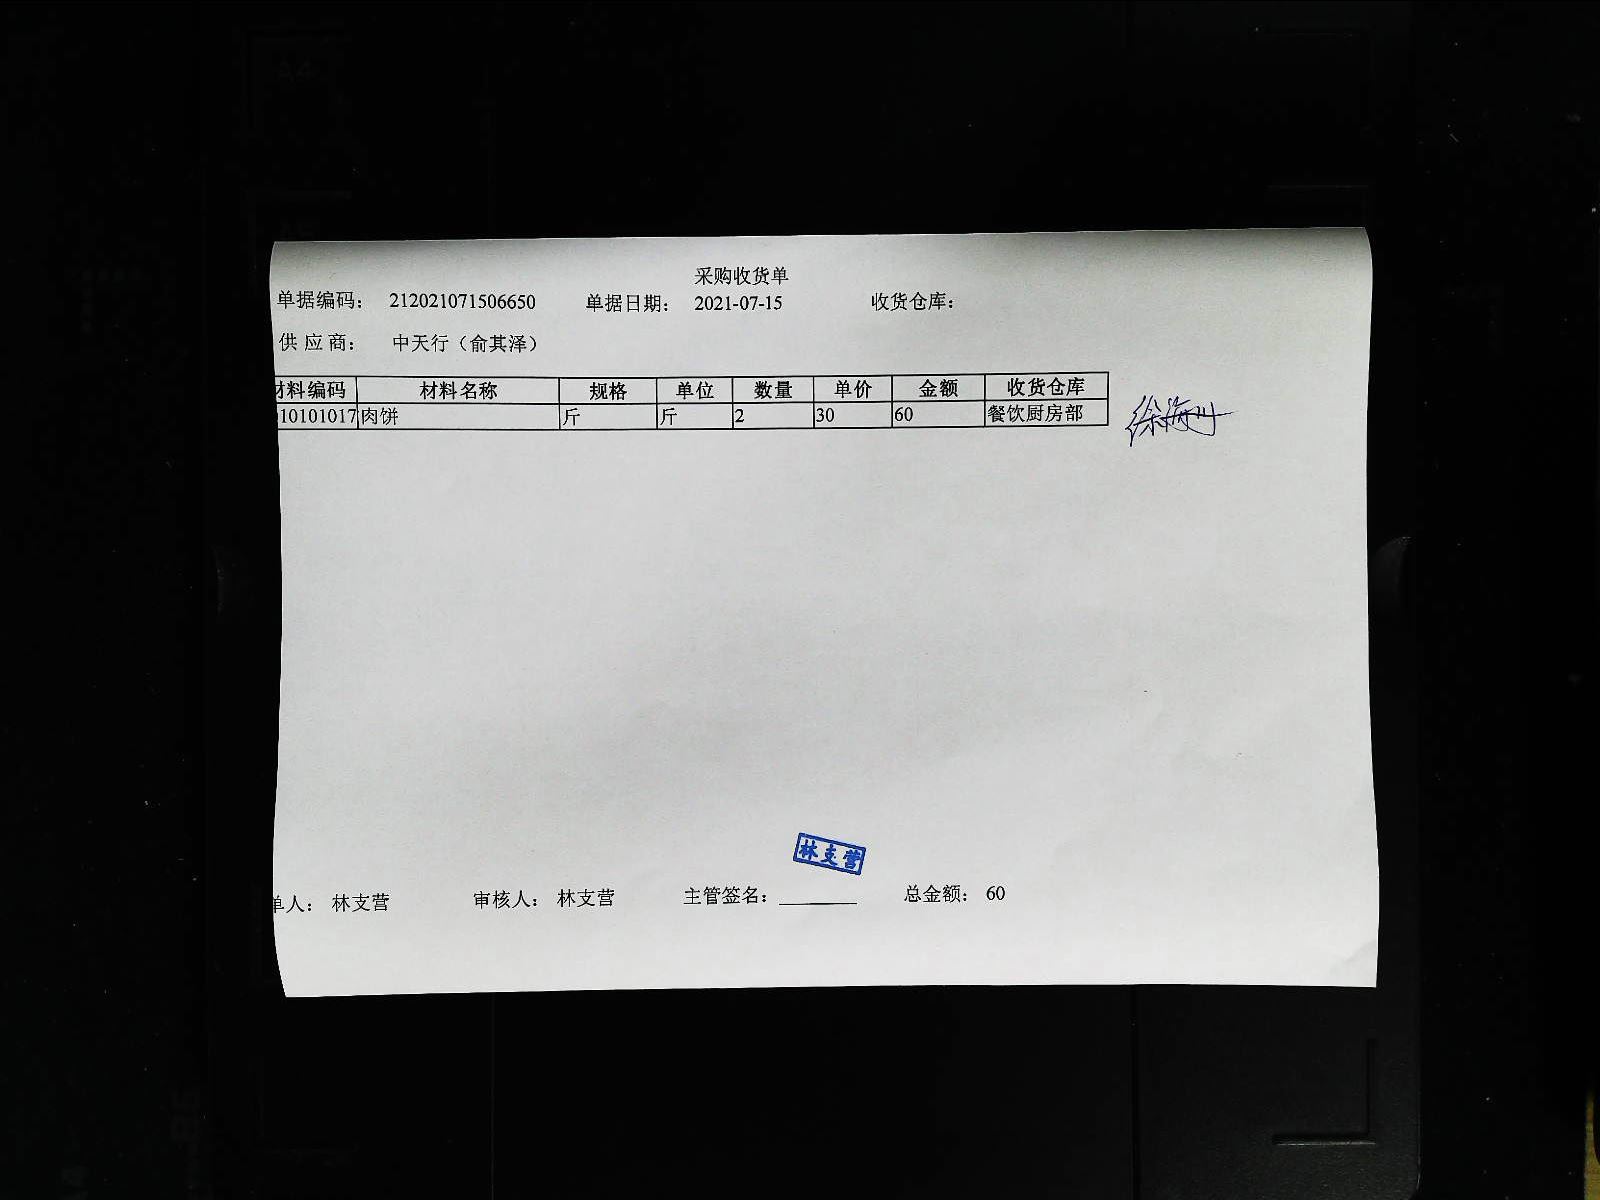 采购收货单
单据编码： 212021071506650 单据日期： 2021-07-15 收货仓库：
供 应 商： 中天行（俞其泽）
材料编码 材料名称 规格 单位 数量 单价 金额 收货仓库
10101017 肉饼 斤 斤 2 30 60 餐饮厨房部
徐海川
林支营
单人： 林支营 审核人： 林支营 主管签名： 总金额： 60